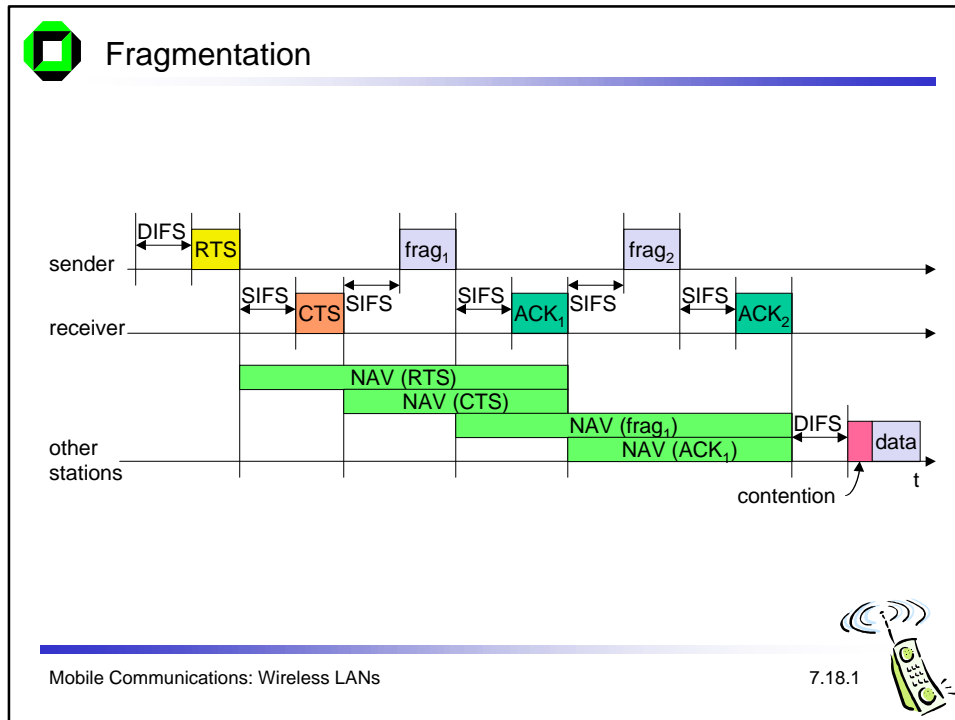 Fragmentation
DIFS
RTS
frag₁
frag₂
sender
SIFS
CTS
SIFS
SIFS
ACK₁
SIFS
SIFS
ACK₂
receiver
NAV (RTS)
NAV (CTS)
NAV (frag₁)
NAV (ACK₁)
DIFS
data
other
stations
t
contention
Mobile Communications: Wireless LANs
7.18.1